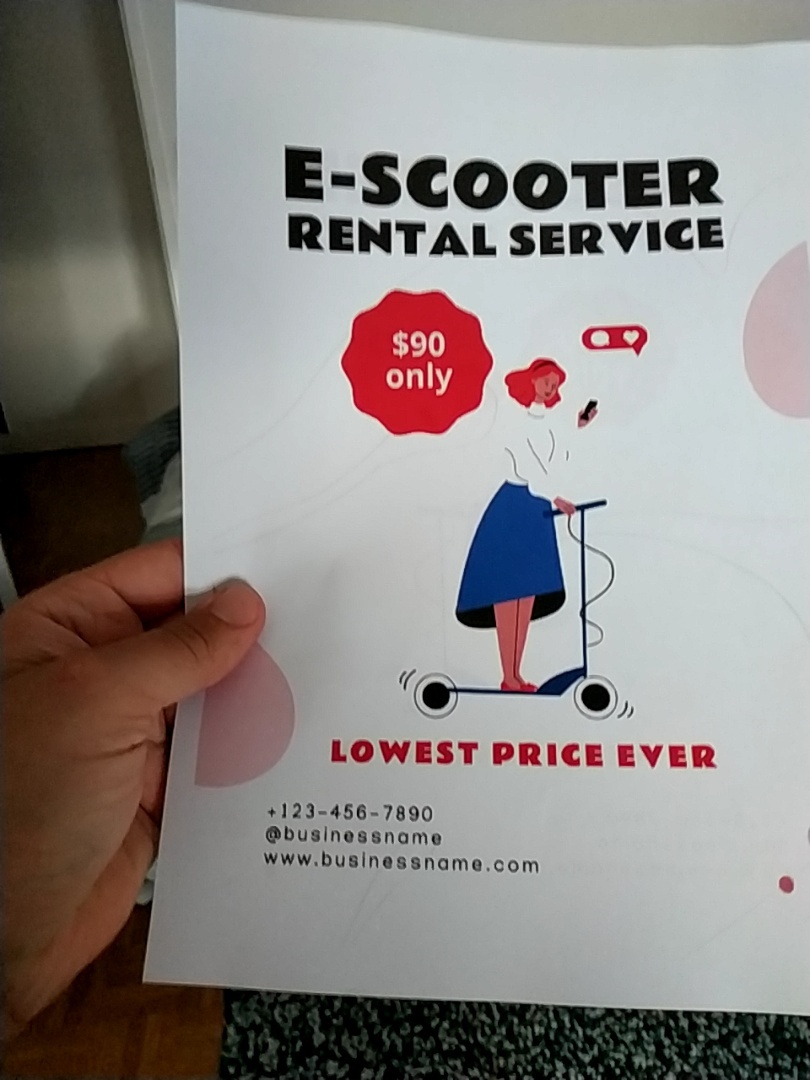 E-SCOOTER
RENTAL SERVICE
$90
only
LOWEST PRICE EVER
+123-456-7890
@businessname
www.businessname.com